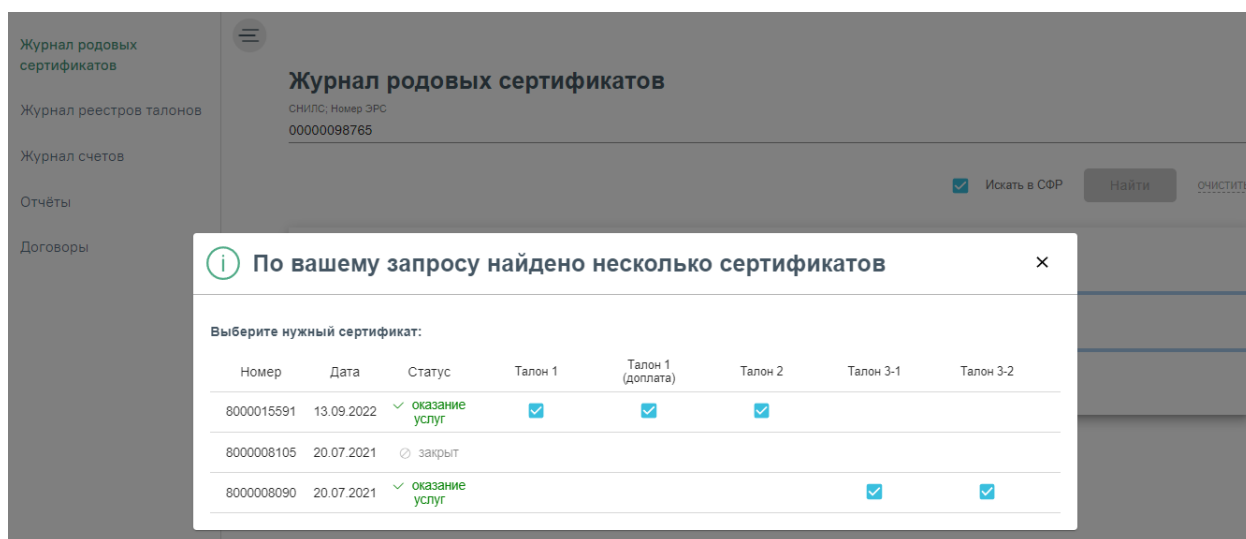 Журнал родовых
сертификатов
Журнал реестров талонов
Журнал счетов
Отчёты
Договоры
Журнал родовых сертификатов
СНИЛС; Номер ЭРС
00000098765
Искать в СФР
Найти
очистить
По вашему запросу найдено несколько сертификатов
Выберите нужный сертификат:
Номер Дата Статус Талон 1 Талон 1 (доплата) Талон 2 Талон 3-1 Талон 3-2
8000015591 13.09.2022 оказание услуг
8000008105 20.07.2021 закрыт
8000008090 20.07.2021 оказание услуг